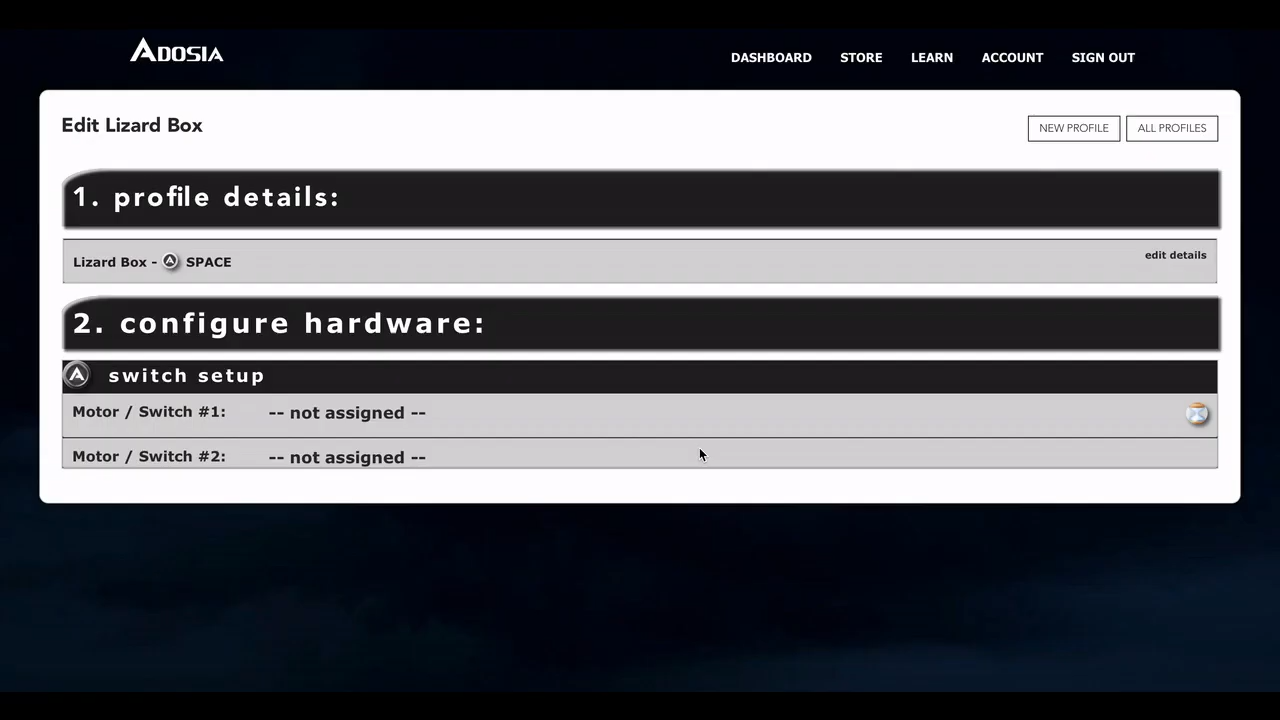 ADOSIA
DASHBOARD STORE LEARN ACCOUNT SIGN OUT
Edit Lizard Box
NEW PROFILE ALL PROFILES
1. profile details:
Lizard Box - A SPACE
edit details
2. configure hardware:
A switch setup
Motor / Switch #1: -- not assigned --
Motor / Switch #2: -- not assigned --